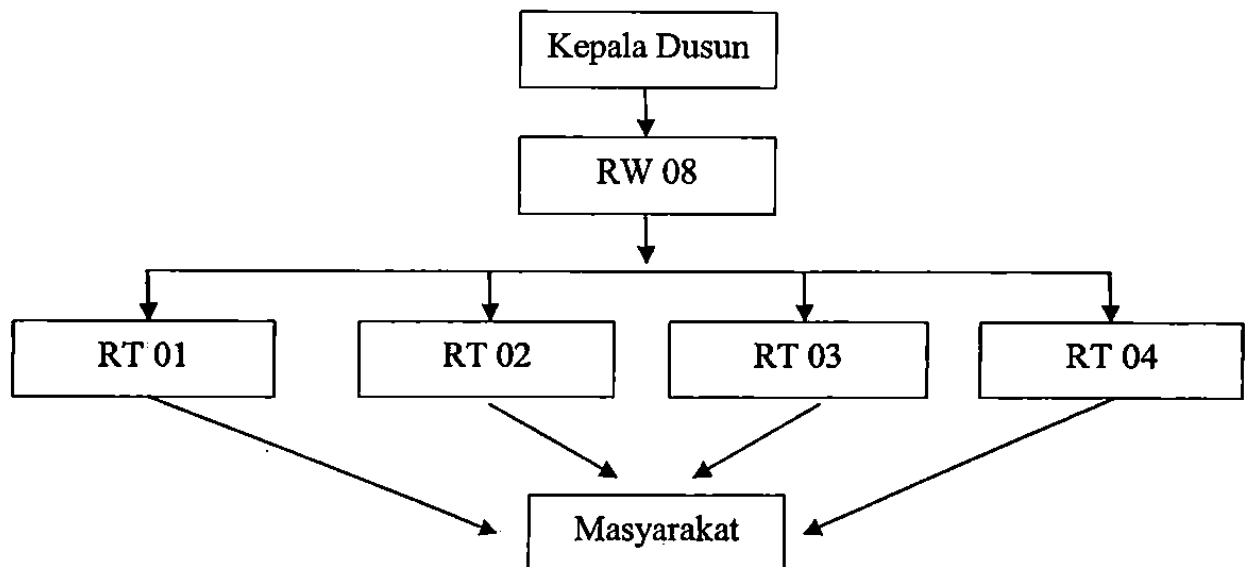 Kepala Dusun
RW 08
RT 01
RT 02
RT 03
RT 04
Masyarakat